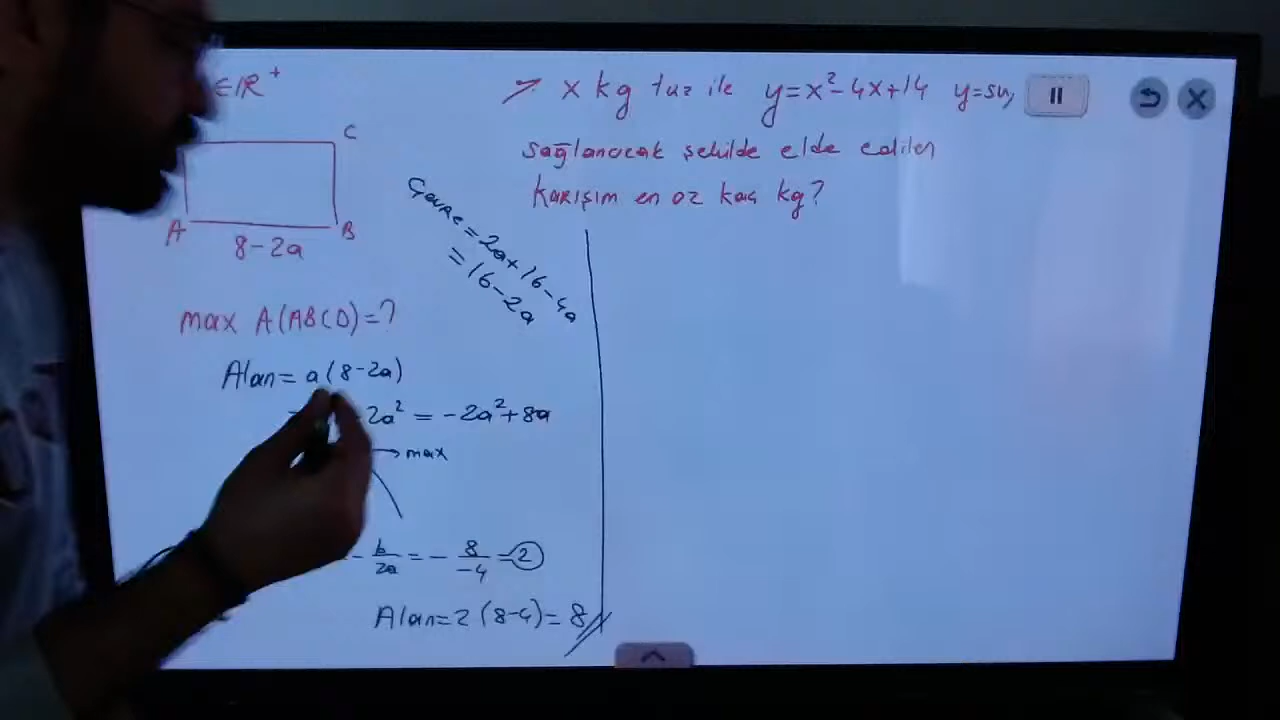 ∈ℝ⁺
C
A
B
8-2a
max A(ABCD)=?
Alan= a(8-2a)
-2a² = -2a²+8a
→ max
- b/2a = - 8/-4 = 2
Alan=2(8-4)= 8
Çevre = 2a+16-4a
= 16-2a
x kg tuz ile y=x²-4x+14 y=su,
sağlanacak şekilde elde edilen
Karışım en az kaç kg?